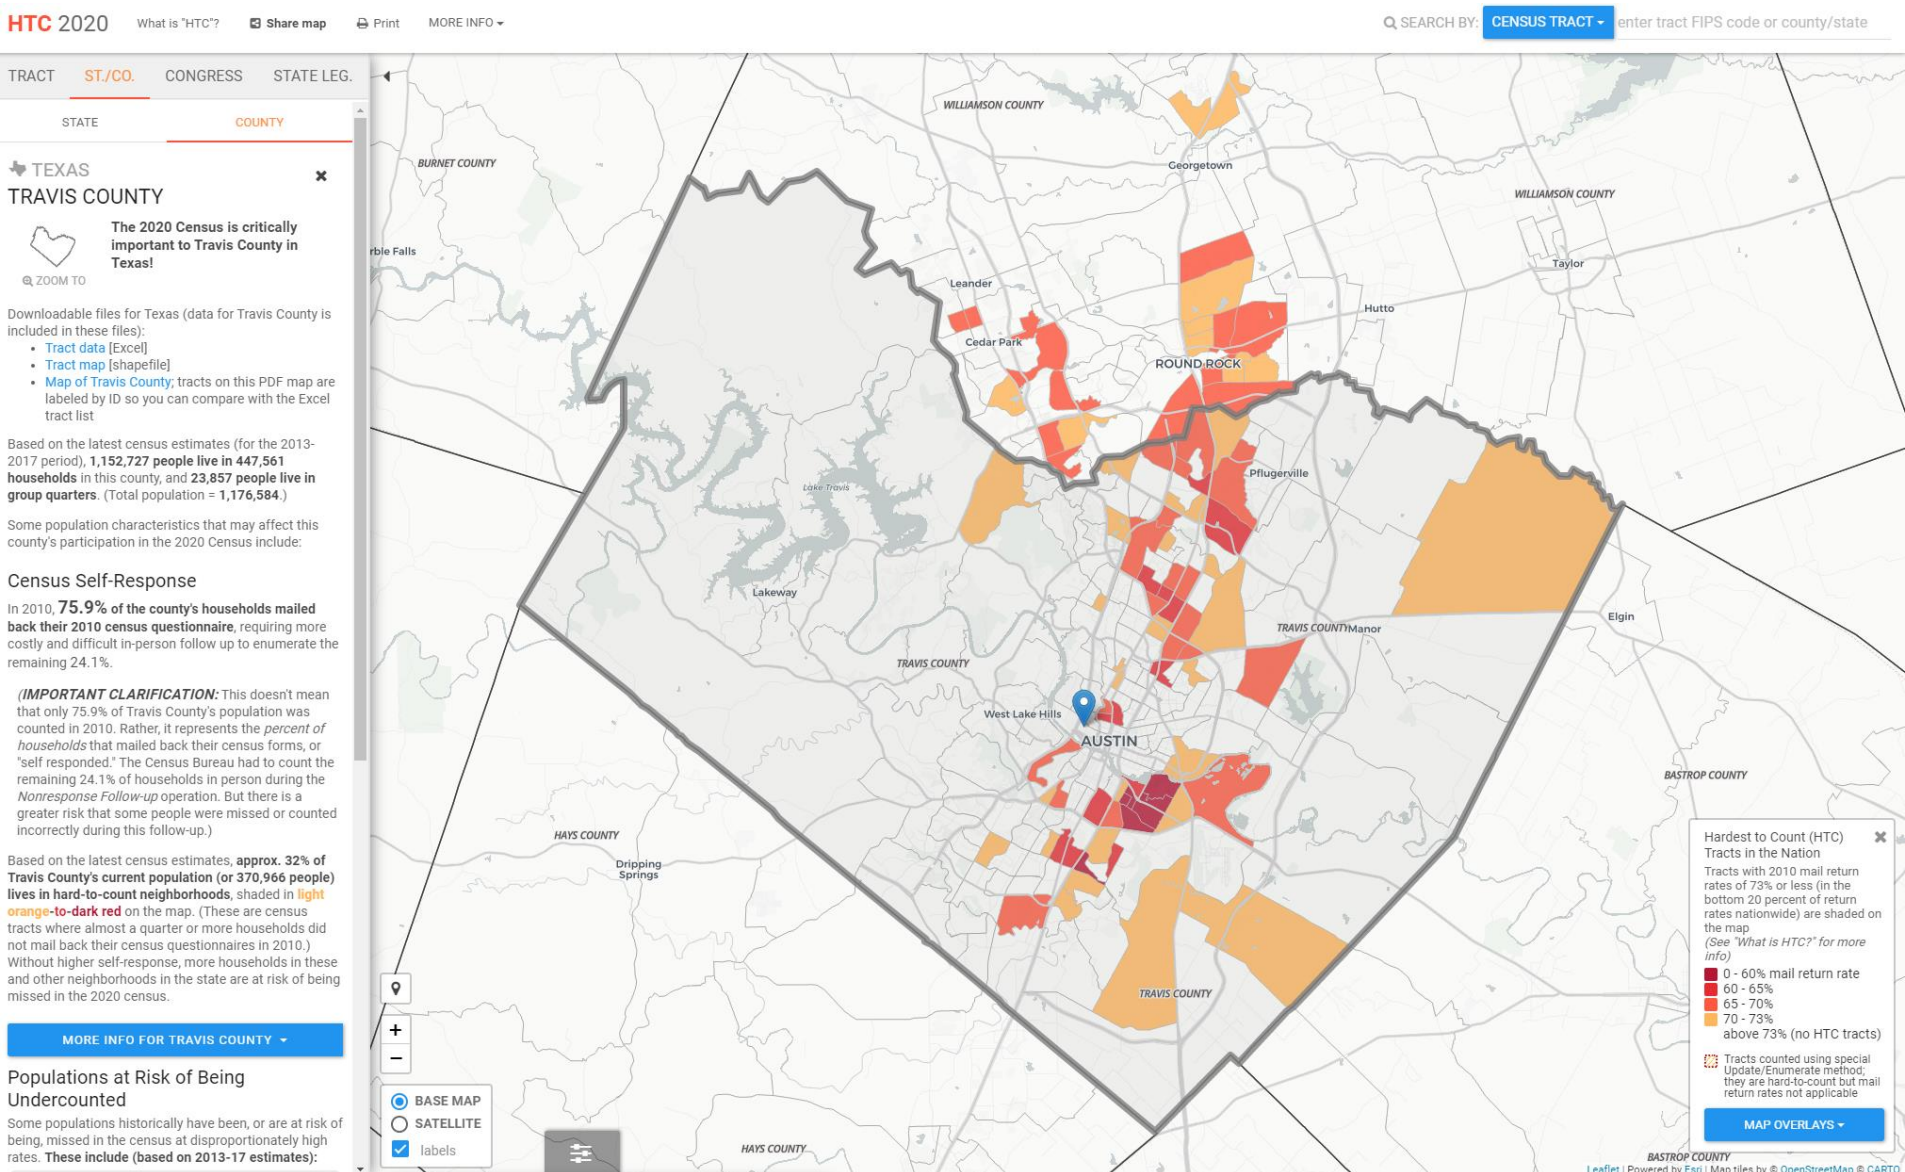 HTC 2020
What is "HTC"?
Share map
Print
MORE INFO
SEARCH BY:
CENSUS TRACT
enter tract FIPS code or county/state
TRACT
ST./CO.
CONGRESS
STATE LEG.
STATE
COUNTY
TEXAS
TRAVIS COUNTY
ZOOM TO
The 2020 Census is critically
important to Travis County in
Texas!
Downloadable files for Texas (data for Travis County is
included in these files):
Tract data [Excel]
Tract map [shapefile]
Map of Travis County; tracts on this PDF map are
labeled by ID so you can compare with the Excel
tract list
Based on the latest census estimates (for the 2013-
2017 period), 1,152,727 people live in 447,561
households in this county, and 23,857 people live in
group quarters. (Total population = 1,176,584.)
Some population characteristics that may affect this
county's participation in the 2020 Census include:
Census Self-Response
In 2010, 75.9% of the county's households mailed
back their 2010 census questionnaire, requiring more
costly and difficult in-person follow up to enumerate the
remaining 24.1%.
(IMPORTANT CLARIFICATION: This doesn't mean
that only 75.9% of Travis County's population was
counted in 2010. Rather, it represents the percent of
households that mailed back their census forms, or
"self responded." The Census Bureau had to count the
remaining 24.1% of households in person during the
Nonresponse Follow-up operation. But there is a
greater risk that some people were missed or counted
incorrectly during this follow-up.)
Based on the latest census estimates, approx. 32% of
Travis County's current population (or 370,966 people)
lives in hard-to-count neighborhoods, shaded in light
orange-to-dark red on the map. (These are census
tracts where almost a quarter or more households did
not mail back their census questionnaires in 2010.)
Without higher self-response, more households in these
and other neighborhoods in the state are at risk of being
missed in the 2020 census.
MORE INFO FOR TRAVIS COUNTY
Populations at Risk of Being
Undercounted
Some populations historically have been, or are at risk of
being, missed in the census at disproportionately high
rates. These include (based on 2013-17 estimates):
WILLIAMSON COUNTY
BURNET COUNTY
Georgetown
WILLIAMSON COUNTY
rble Falls
Taylor
Leander
Hutto
Cedar Park
ROUND ROCK
Pflugerville
Lake Travis
Lakeway
Elgin
TRAVIS COUNTY
Manor
TRAVIS COUNTY
West Lake Hills
AUSTIN
BASTROP COUNTY
HAYS COUNTY
Dripping
Springs
TRAVIS COUNTY
HAYS COUNTY
BASTROP COUNTY
+
−
BASE MAP
SATELLITE
labels
Hardest to Count (HTC)
Tracts in the Nation
Tracts with 2010 mail return
rates of 73% or less (in the
bottom 20 percent of return
rates nationwide) are shaded on
the map
(See "What is HTC?" for more
info)
0 - 60% mail return rate
60 - 65%
65 - 70%
70 - 73%
above 73% (no HTC tracts)
Tracts counted using special
Update/Enumerate method;
they are hard-to-count but mail
return rates not applicable
MAP OVERLAYS
Leaflet | Powered by Esri | Map tiles by © OpenStreetMap © CARTO